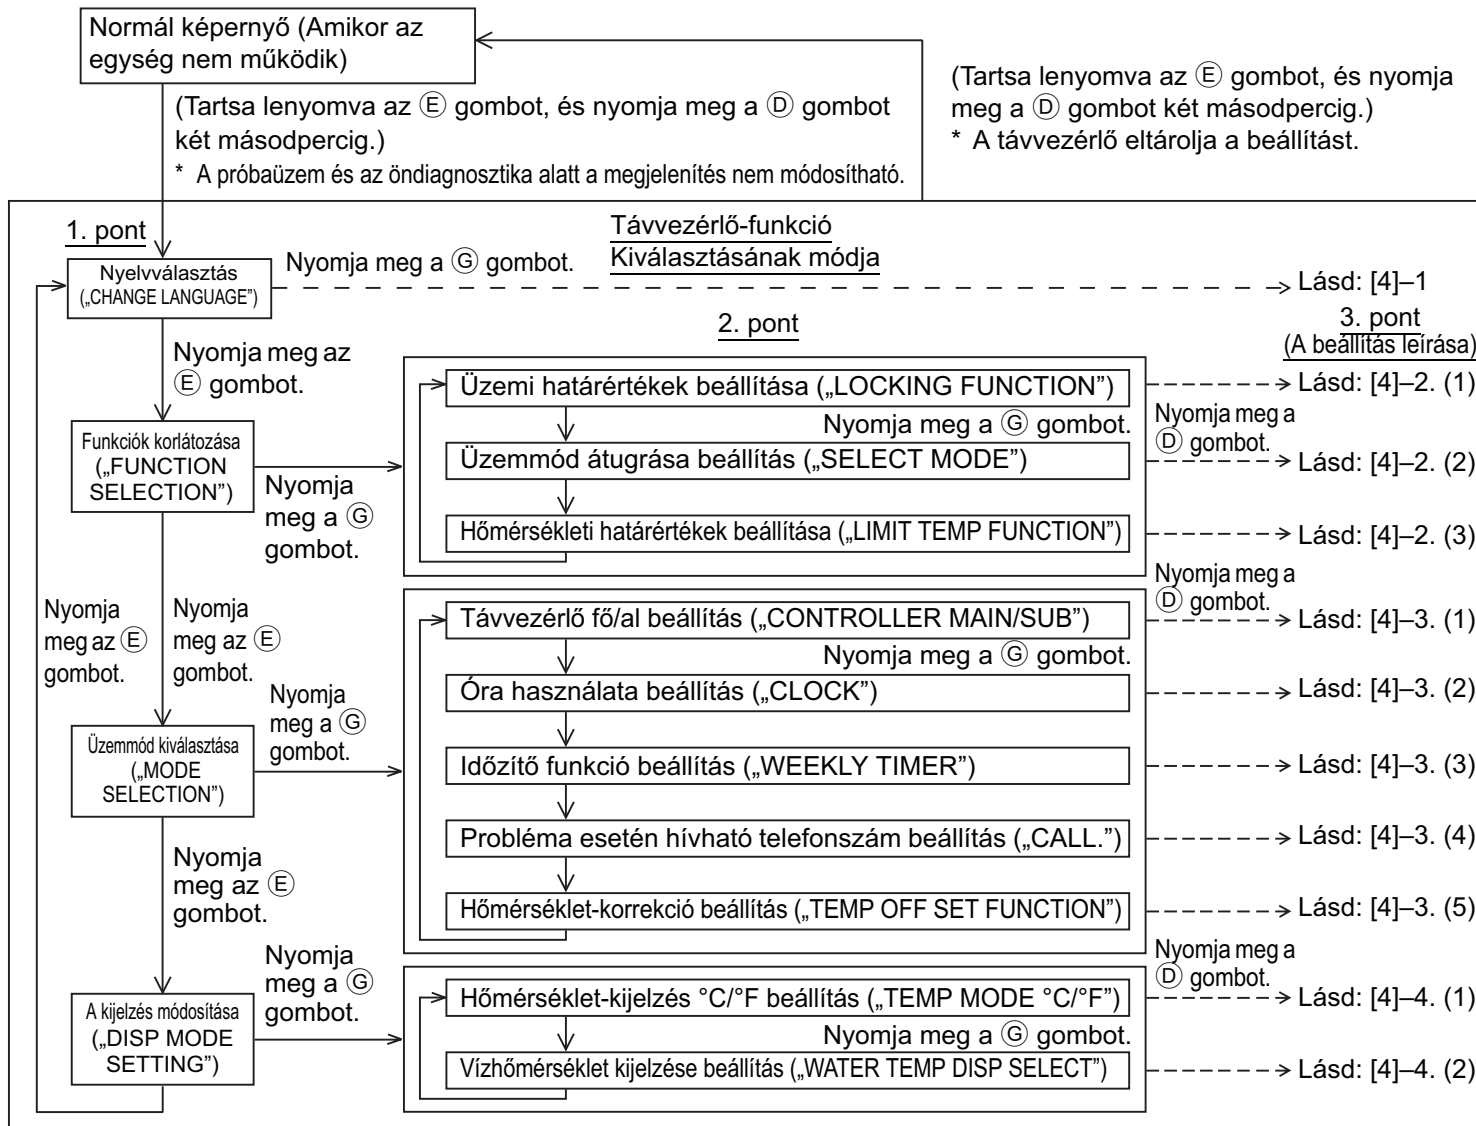 Normál képernyő (Amikor az
egység nem működik)
(Tartsa lenyomva az Ⓔ gombot, és nyomja meg a Ⓓ gombot
két másodpercig.)
* A próbaüzem és az öndiagnosztika alatt a megjelenítés nem módosítható.
(Tartsa lenyomva az Ⓔ gombot, és nyomja
meg a Ⓓ gombot két másodpercig.)
* A távvezérlő eltárolja a beállítást.
1. pont
Távvezérlő-funkció
Kiválasztásának módja
Nyelvválasztás
(„CHANGE LANGUAGE”)
Nyomja meg a Ⓖ gombot.
Lásd: [4]–1
2. pont
3. pont
(A beállítás leírása)
Nyomja meg az
Ⓔ gombot.
Üzemi határértékek beállítása („LOCKING FUNCTION”)
Lásd: [4]–2. (1)
Nyomja meg a Ⓖ gombot.
Nyomja meg a
Ⓓ gombot.
Funkciók korlátozása
(„FUNCTION
SELECTION”)
Nyomja
meg a Ⓖ
gombot.
Üzemmód átugrása beállítás („SELECT MODE”)
Lásd: [4]–2. (2)
Hőmérsékleti határértékek beállítása („LIMIT TEMP FUNCTION”)
Lásd: [4]–2. (3)
Nyomja
meg az Ⓔ
gombot.
Nyomja
meg az Ⓔ
gombot.
Nyomja meg a
Ⓓ gombot.
Távvezérlő fő/al beállítás („CONTROLLER MAIN/SUB”)
Lásd: [4]–3. (1)
Nyomja meg a Ⓖ gombot.
Nyomja
meg a Ⓖ
gombot.
Óra használata beállítás („CLOCK”)
Lásd: [4]–3. (2)
Üzemmód kiválasztása
(„MODE
SELECTION”)
Időzítő funkció beállítás („WEEKLY TIMER”)
Lásd: [4]–3. (3)
Probléma esetén hívható telefonszám beállítás („CALL.”)
Lásd: [4]–3. (4)
Nyomja
meg az Ⓔ
gombot.
Hőmérséklet-korrekció beállítás („TEMP OFF SET FUNCTION”)
Lásd: [4]–3. (5)
Nyomja
meg a Ⓖ
gombot.
Nyomja meg a
Ⓓ gombot.
A kijelzés módosítása
(„DISP MODE
SETTING”)
Hőmérséklet-kijelzés °C/°F beállítás („TEMP MODE °C/°F”)
Lásd: [4]–4. (1)
Nyomja meg a Ⓖ gombot.
Vízhőmérséklet kijelzése beállítás („WATER TEMP DISP SELECT”)
Lásd: [4]–4. (2)